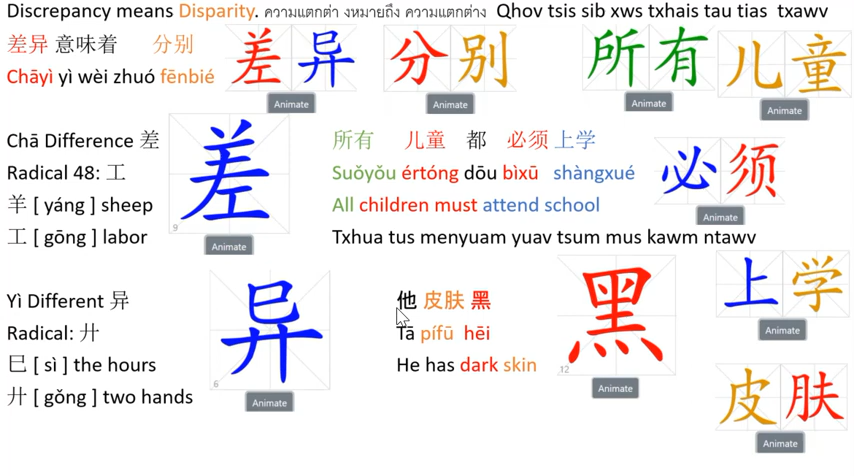 Discrepancy means Disparity. ความแตกต่า งหมายถึง ความแตกต่าง Qhov tsis sib xws txhais tau tias txawv
差异 意味着 分别
Chāyì yì wèi zhuó fēnbié
差异
Animate
分别
Animate
所有
Animate
儿童
Animate
Chā Difference 差
Radical 48: 工
羊 [ yáng ] sheep
工 [ gōng ] labor
差
9
Animate
所有 儿童 都 必须 上学
Suǒyǒu értóng dōu bìxū shàngxué
All children must attend school
Txhua tus menyuam yuav tsum mus kawm ntawv
必须
Animate
Yì Different 异
Radical: 廾
巳 [ sì ] the hours
廾 [ gǒng ] two hands
异
6
Animate
他 皮肤 黑
Tā pífū hēi
He has dark skin
黑
12
Animate
上学
Animate
皮肤
Animate